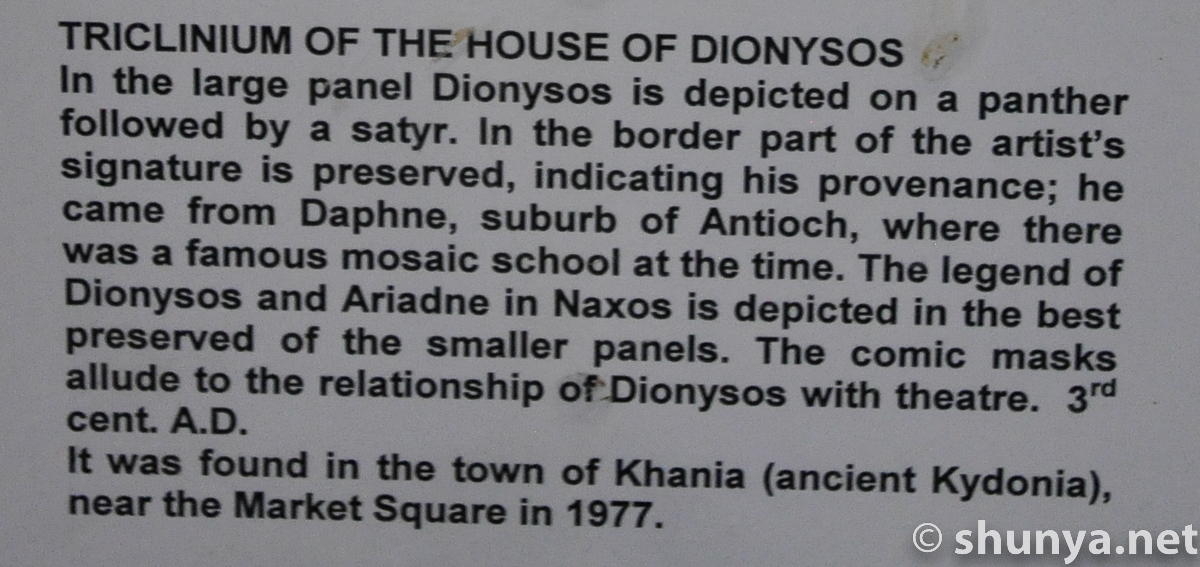 TRICLINIUM OF THE HOUSE OF DIONYSOS
In the large panel Dionysos is depicted on a panther
followed by a satyr. In the border part of the artist's
signature is preserved, indicating his provenance; he
came from Daphne, suburb of Antioch, where there
was a famous mosaic school at the time. The legend of
Dionysos and Ariadne in Naxos is depicted in the best
preserved of the smaller panels. The comic masks
allude to the relationship of Dionysos with theatre. 3rd
cent. A.D.
It was found in the town of Khania (ancient Kydonia),
near the Market Square in 1977.
© shunya.net